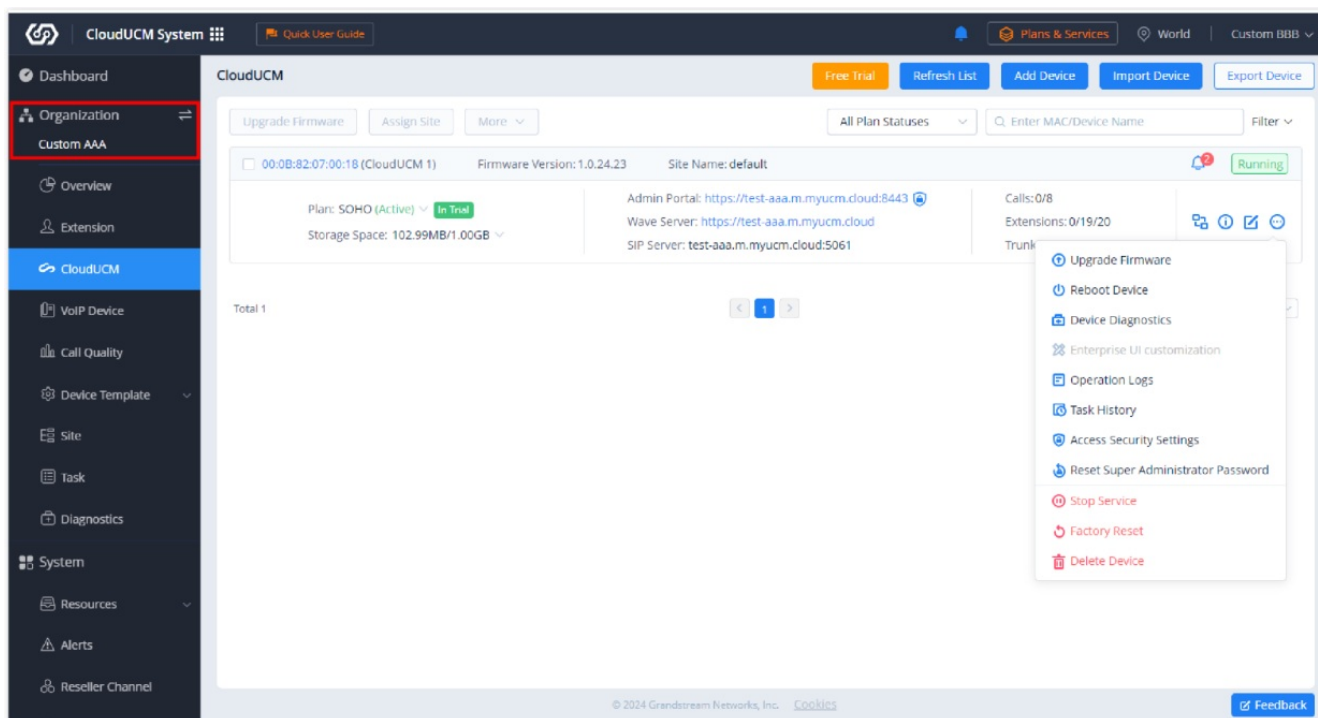 CloudUCM System
Quick User Guide
Plans & Services
World
Custom BBB
Dashboard
Organization
Custom AAA
Overview
Extension
CloudUCM
VoIP Device
Call Quality
Device Template
Site
Task
Diagnostics
System
Resources
Alerts
Reseller Channel
CloudUCM
Free Trial
Refresh List
Add Device
Import Device
Export Device
Upgrade Firmware
Assign Site
More
All Plan Statuses
Enter MAC/Device Name
Filter
00:0B:82:07:00:18 (CloudUCM 1)
Firmware Version: 1.0.24.23
Site Name: default
2
Running
Plan: SOHO (Active)
In Trial
Storage Space: 102.99MB/1.00GB
Admin Portal: https://test-aaa.m.myucm.cloud:8443
Wave Server: https://test-aaa.m.myucm.cloud
SIP Server: test-aaa.m.myucm.cloud:5061
Calls: 0/8
Extensions: 0/19/20
Upgrade Firmware
Reboot Device
Device Diagnostics
Enterprise UI customization
Operation Logs
Task History
Access Security Settings
Reset Super Administrator Password
Stop Service
Factory Reset
Delete Device
Total 1
1
© 2024 Grandstream Networks, Inc. Cookies
Feedback